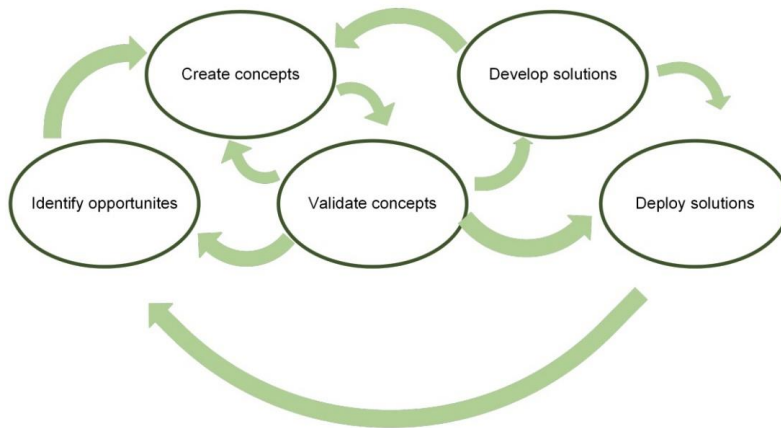 Create concepts
Develop solutions
Identify opportunites
Validate concepts
Deploy solutions